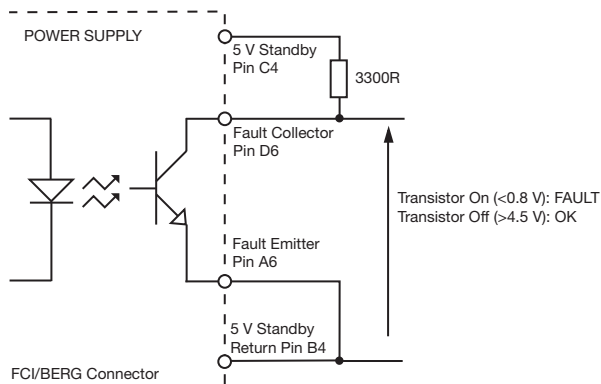 POWER SUPPLY
5 V Standby
Pin C4
3300R
Fault Collector
Pin D6
Transistor On (<0.8 V): FAULT
Transistor Off (>4.5 V): OK
Fault Emitter
Pin A6
5 V Standby
Return Pin B4
FCI/BERG Connector